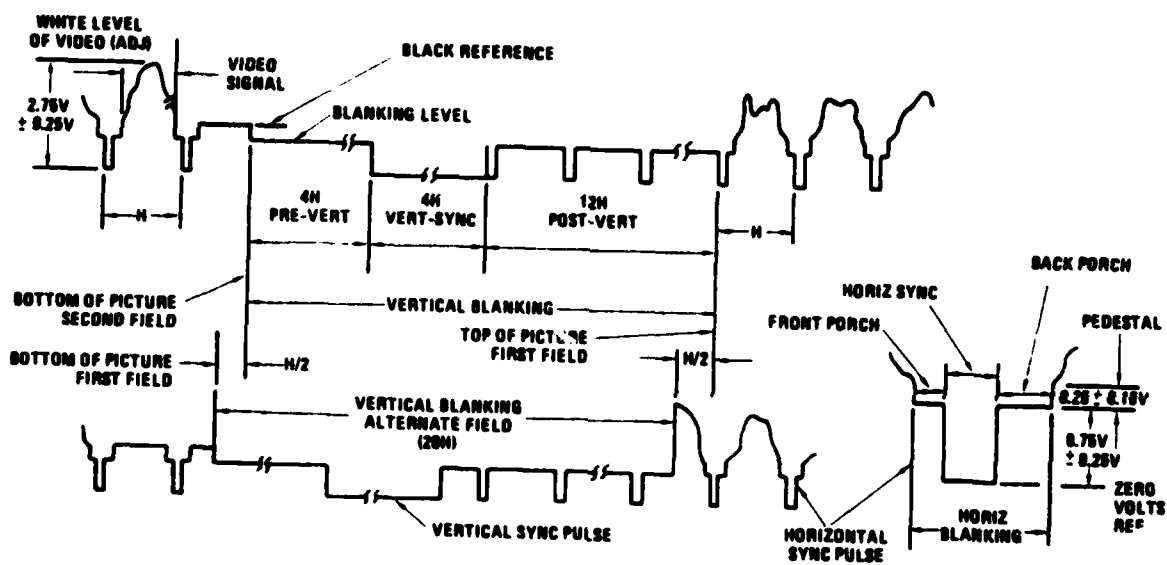 WHITE LEVEL
OF VIDEO (ADJ)
VIDEO
SIGNAL
BLACK REFERENCE
BLANKING LEVEL
2.75V
± 0.25V
H
4H
PRE-VERT
4H
VERT-SYNC
12H
POST-VERT
H
BOTTOM OF PICTURE
SECOND FIELD
VERTICAL BLANKING
TOP OF PICTURE
FIRST FIELD
BOTTOM OF PICTURE
FIRST FIELD
H/2
H/2
VERTICAL BLANKING
ALTERNATE FIELD
(20H)
VERTICAL SYNC PULSE
BACK PORCH
HORIZ SYNC
FRONT PORCH
PEDESTAL
0.25 ± 0.15V
0.75V
± 0.25V
ZERO
VOLTS
REF
HORIZ
BLANKING
HORIZONTAL
SYNC PULSE